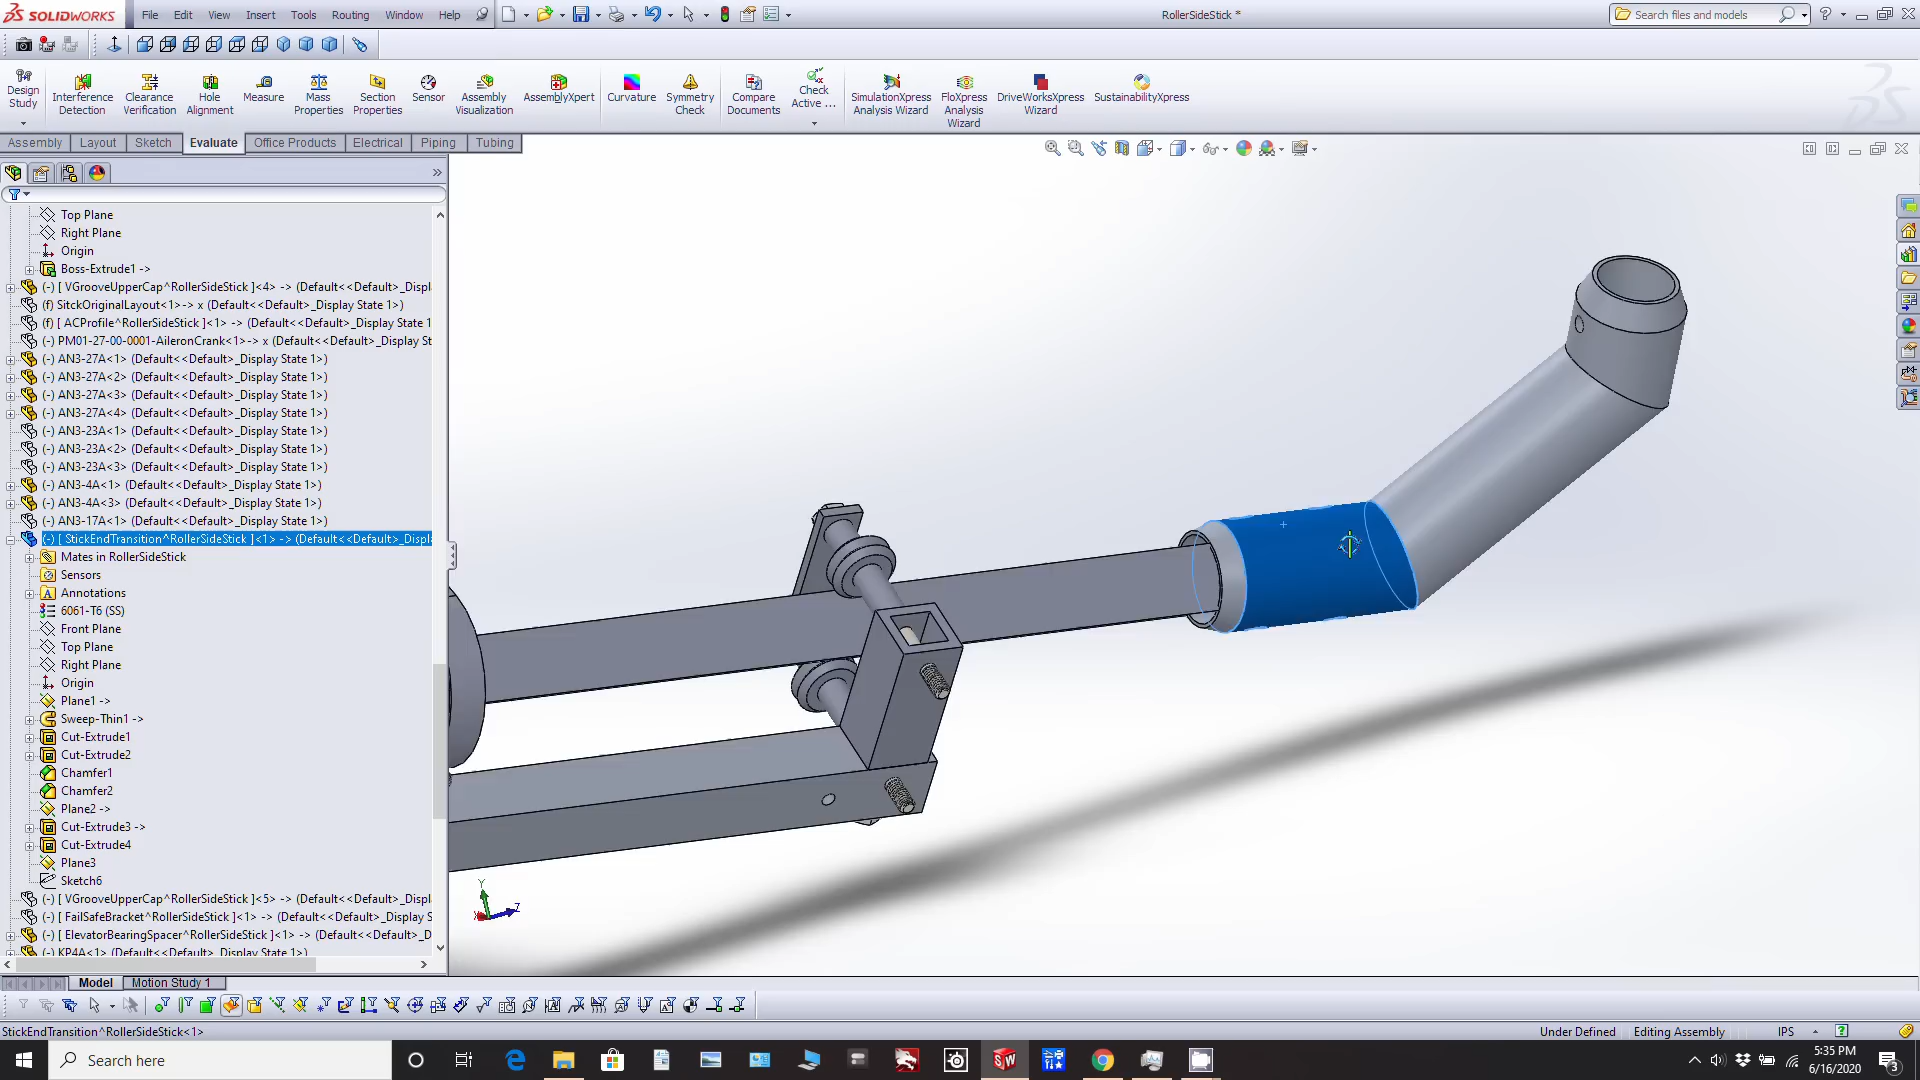 SOLIDWORKS
File
Edit
View
Insert
Tools
Routing
Window
Help
RollerSideStick *
Search files and models
Design
Study
Interference
Detection
Clearance
Verification
Hole
Alignment
Measure
Mass
Properties
Section
Properties
Sensor
Assembly
Visualization
AssemblyXpert
Curvature
Symmetry
Check
Compare
Documents
Check
Active ...
SimulationXpress
Analysis Wizard
FloXpress
Analysis
Wizard
DriveWorksXpress
Wizard
SustainabilityXpress
Assembly
Layout
Sketch
Evaluate
Office Products
Electrical
Piping
Tubing
Top Plane
Right Plane
Origin
Boss-Extrude1 ->
(-) [ VGrooveUpperCap^RollerSideStick ]<4> -> (Default<<Default>_Displ
(f) SitckOriginalLayout<1>-> x (Default<<Default>_Display State 1>)
(f) [ ACProfile^RollerSideStick ]<1> -> (Default<<Default>_Display State 1
(-) PM01-27-00-0001-AileronCrank<1>-> x (Default<<Default>_Display St
(-) AN3-27A<1> (Default<<Default>_Display State 1>)
(-) AN3-27A<2> (Default<<Default>_Display State 1>)
(-) AN3-27A<3> (Default<<Default>_Display State 1>)
(-) AN3-27A<4> (Default<<Default>_Display State 1>)
(-) AN3-23A<1> (Default<<Default>_Display State 1>)
(-) AN3-23A<2> (Default<<Default>_Display State 1>)
(-) AN3-23A<3> (Default<<Default>_Display State 1>)
(-) AN3-4A<1> (Default<<Default>_Display State 1>)
(-) AN3-4A<3> (Default<<Default>_Display State 1>)
(-) AN3-17A<1> (Default<<Default>_Display State 1>)
(-) [ StickEndTransition^RollerSideStick ]<1> -> (Default<<Default>_Displ
Mates in RollerSideStick
Sensors
Annotations
6061-T6 (SS)
Front Plane
Top Plane
Right Plane
Origin
Plane1 ->
Sweep-Thin1 ->
Cut-Extrude1
Cut-Extrude2
Chamfer1
Chamfer2
Plane2 ->
Cut-Extrude3 ->
Cut-Extrude4
Plane3
Sketch6
(-) [ VGrooveUpperCap^RollerSideStick ]<5> -> (Default<<Default>_Displ
(-) [ FailSafeBracket^RollerSideStick ]<1> -> (Default<<Default>_Display S
(-) [ ElevatorBearingSpacer^RollerSideStick ]<1> -> (Default<<Default>_D
(-) KP4A<1> (Default<<Default>_Display State 1>)
Y
X
Z
Model
Motion Study 1
StickEndTransition^RollerSideStick<1>
Under Defined
Editing Assembly
IPS
Search here
5:35 PM
6/16/2020
3